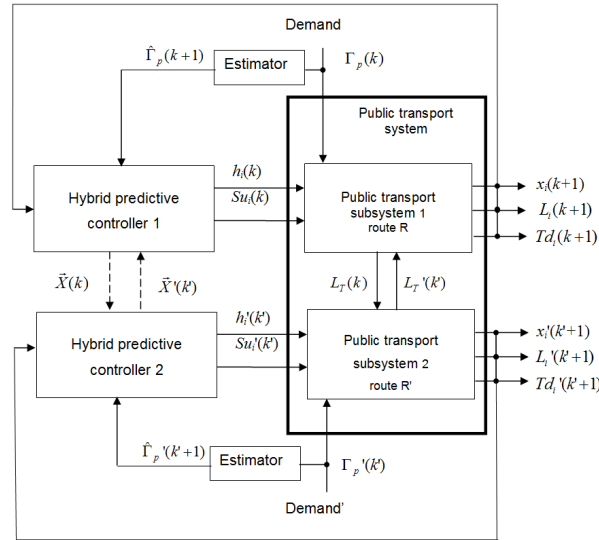 Demand
Γ̂p(k+1)
Estimator
Γp(k)
Public transport
system
hi(k)
Sui(k)
Hybrid predictive
controller 1
Public transport
subsystem 1
route R
xi(k+1)
Li(k+1)
Tdi(k+1)
X⃗(k)
X⃗'(k')
LT(k)
LT'(k')
hi'(k')
Sui'(k')
Hybrid predictive
controller 2
Public transport
subsystem 2
route R'
xi'(k'+1)
Li'(k'+1)
Tdi'(k'+1)
Γ̂p'(k'+1)
Estimator
Γp'(k')
Demand'